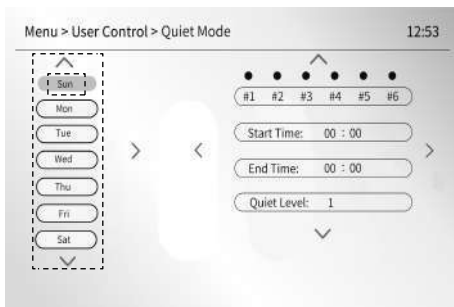 Menu > User Control > Quiet Mode
12:53
Sun
Mon
Tue
Wed
Thu
Fri
Sat
#1 #2 #3 #4 #5 #6
Start Time: 00 : 00
End Time: 00 : 00
Quiet Level: 1